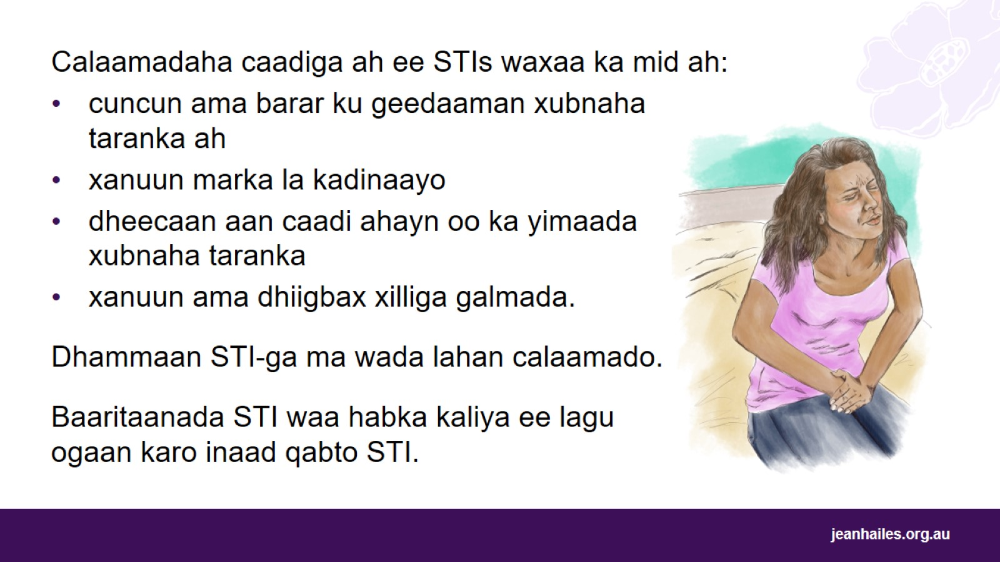 Calaamadaha caadiga ah ee STIs waxaa ka mid ah:
• cuncun ama barar ku geedaaman xubnaha
taranka ah
• xanuun marka la kadinaayo
• dheecaan aan caadi ahayn oo ka yimaada
xubnaha taranka
• xanuun ama dhiigbax xilliga galmada.
Dhammaan STI-ga ma wada lahan calaamado.
Baaritaanada STI waa habka kaliya ee lagu
ogaan karo inaad qabto STI.
jeanhailes.org.au